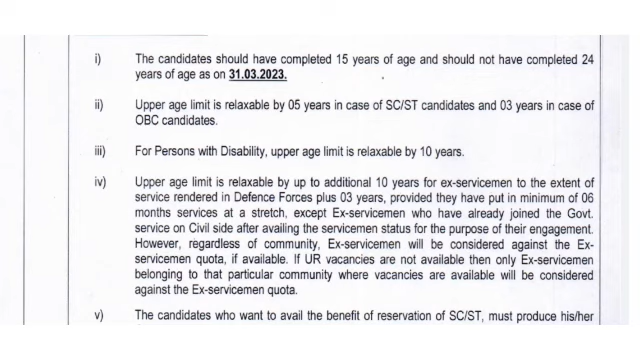 i) The candidates should have completed 15 years of age and should not have completed 24
years of age as on 31.03.2023.
ii) Upper age limit is relaxable by 05 years in case of SC/ST candidates and 03 years in case of
OBC candidates.
iii) For Persons with Disability, upper age limit is relaxable by 10 years.
iv) Upper age limit is relaxable by up to additional 10 years for ex-servicemen to the extent of
service rendered in Defence Forces plus 03 years, provided they have put in minimum of 06
months services at a stretch, except Ex-servicemen who have already joined the Govt.
service on Civil side after availing the servicemen status for the purpose of their engagement.
However, regardless of community, Ex-servicemen will be considered against the Ex-
servicemen quota, if available. If UR vacancies are not available then only Ex-servicemen
belonging to that particular community where vacancies are available will be considered
against the Ex-servicemen quota.
v) The candidates who want to avail the benefit of reservation of SC/ST, must produce his/her